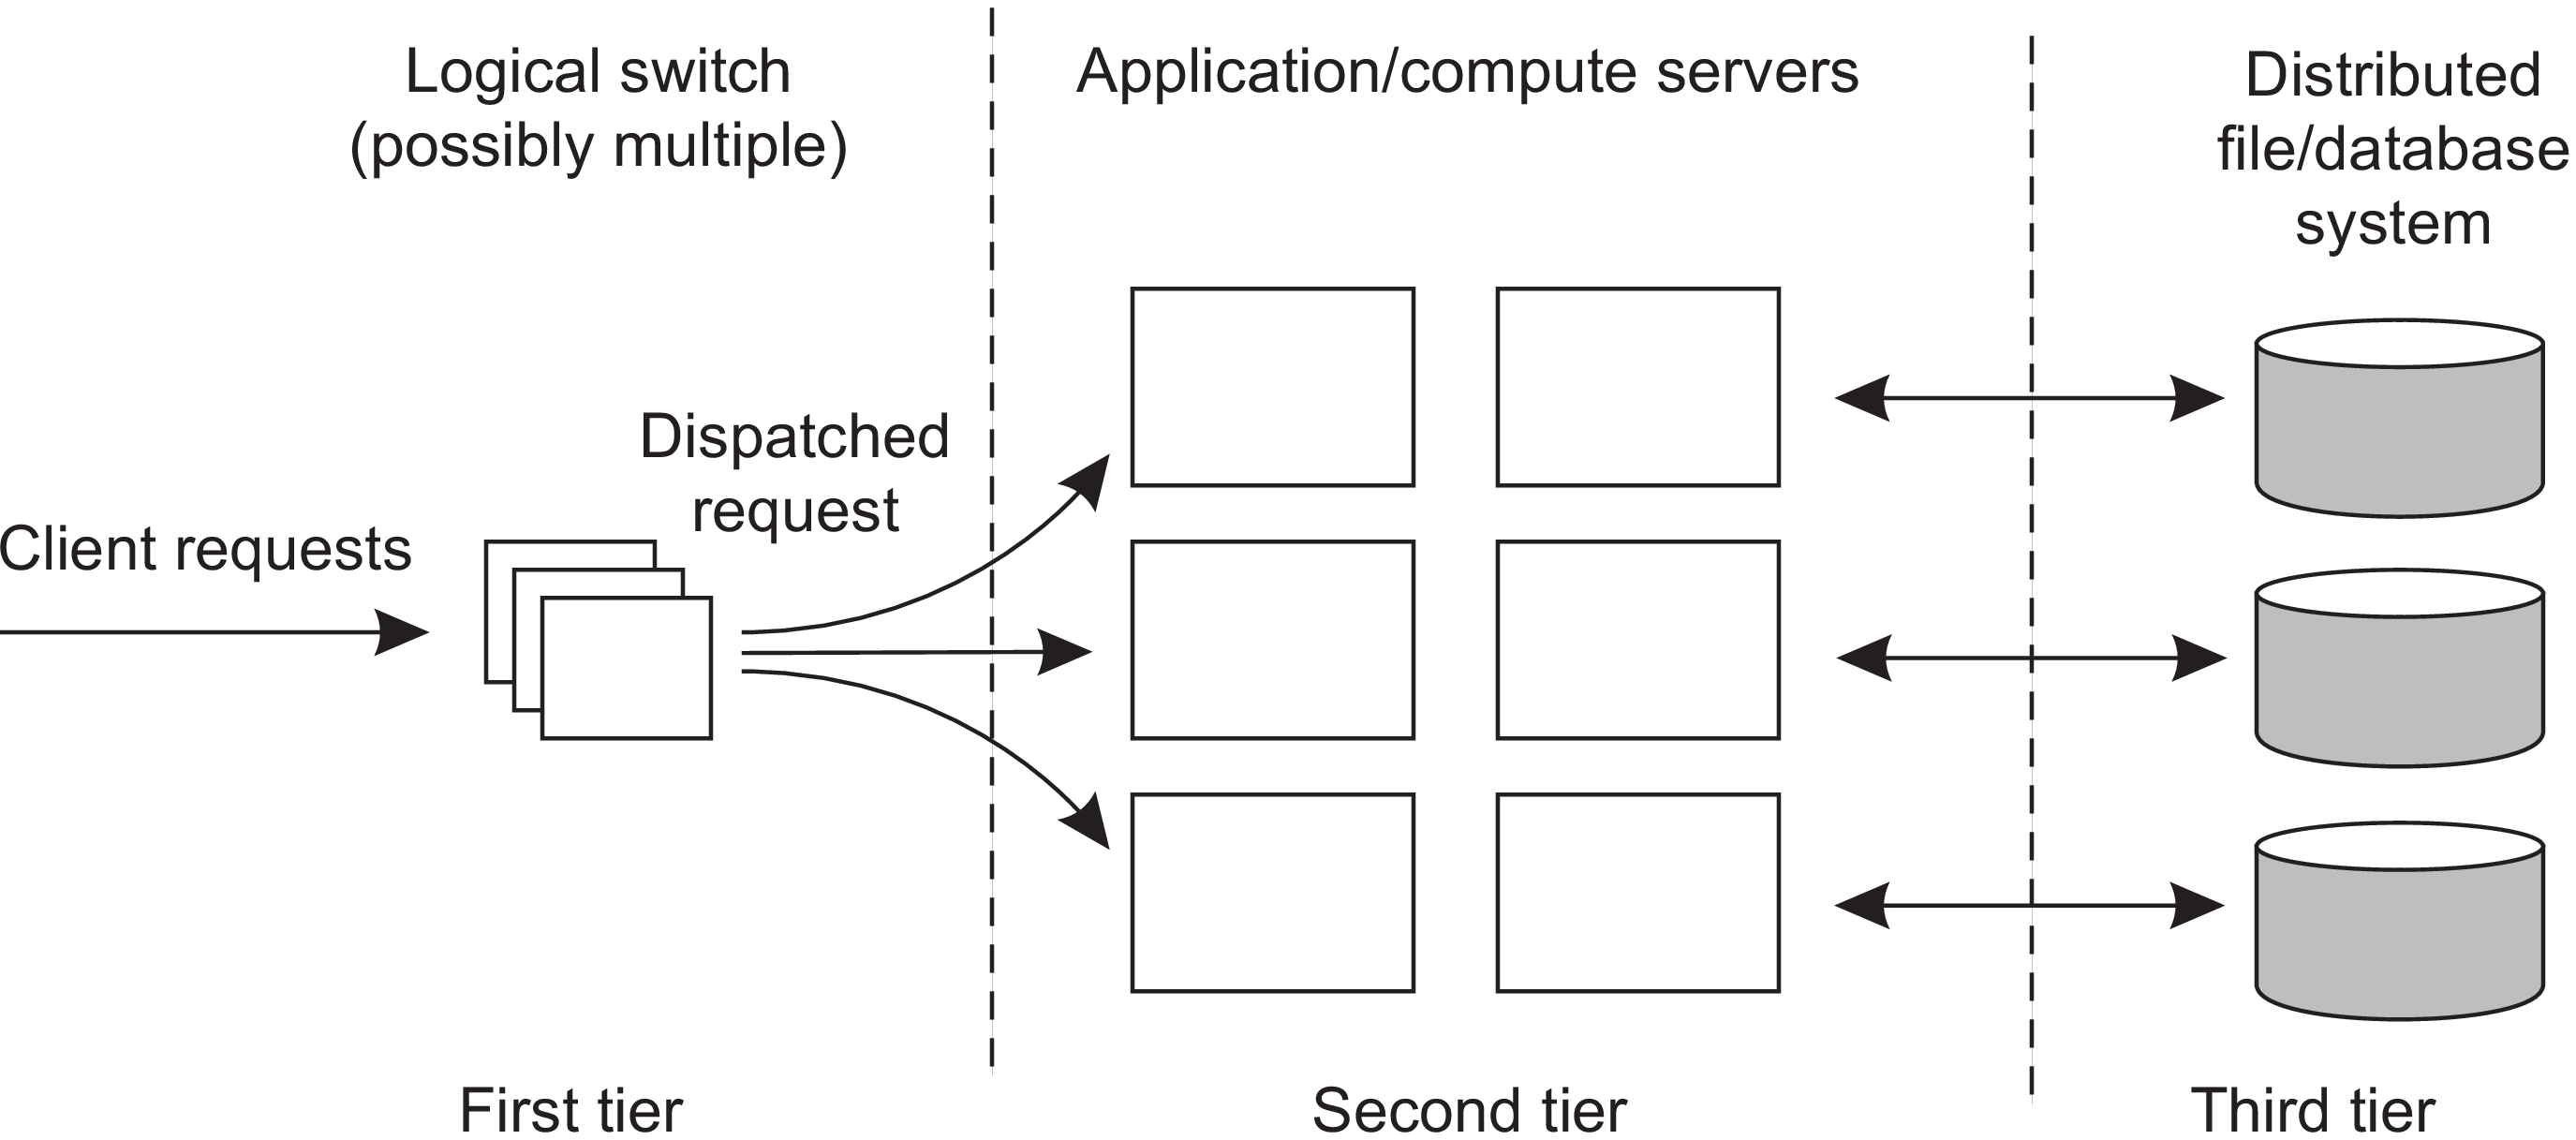 Logical switch
(possibly multiple)
Application/compute servers
Distributed
file/database
system
Dispatched
request
Client requests
First tier
Second tier
Third tier